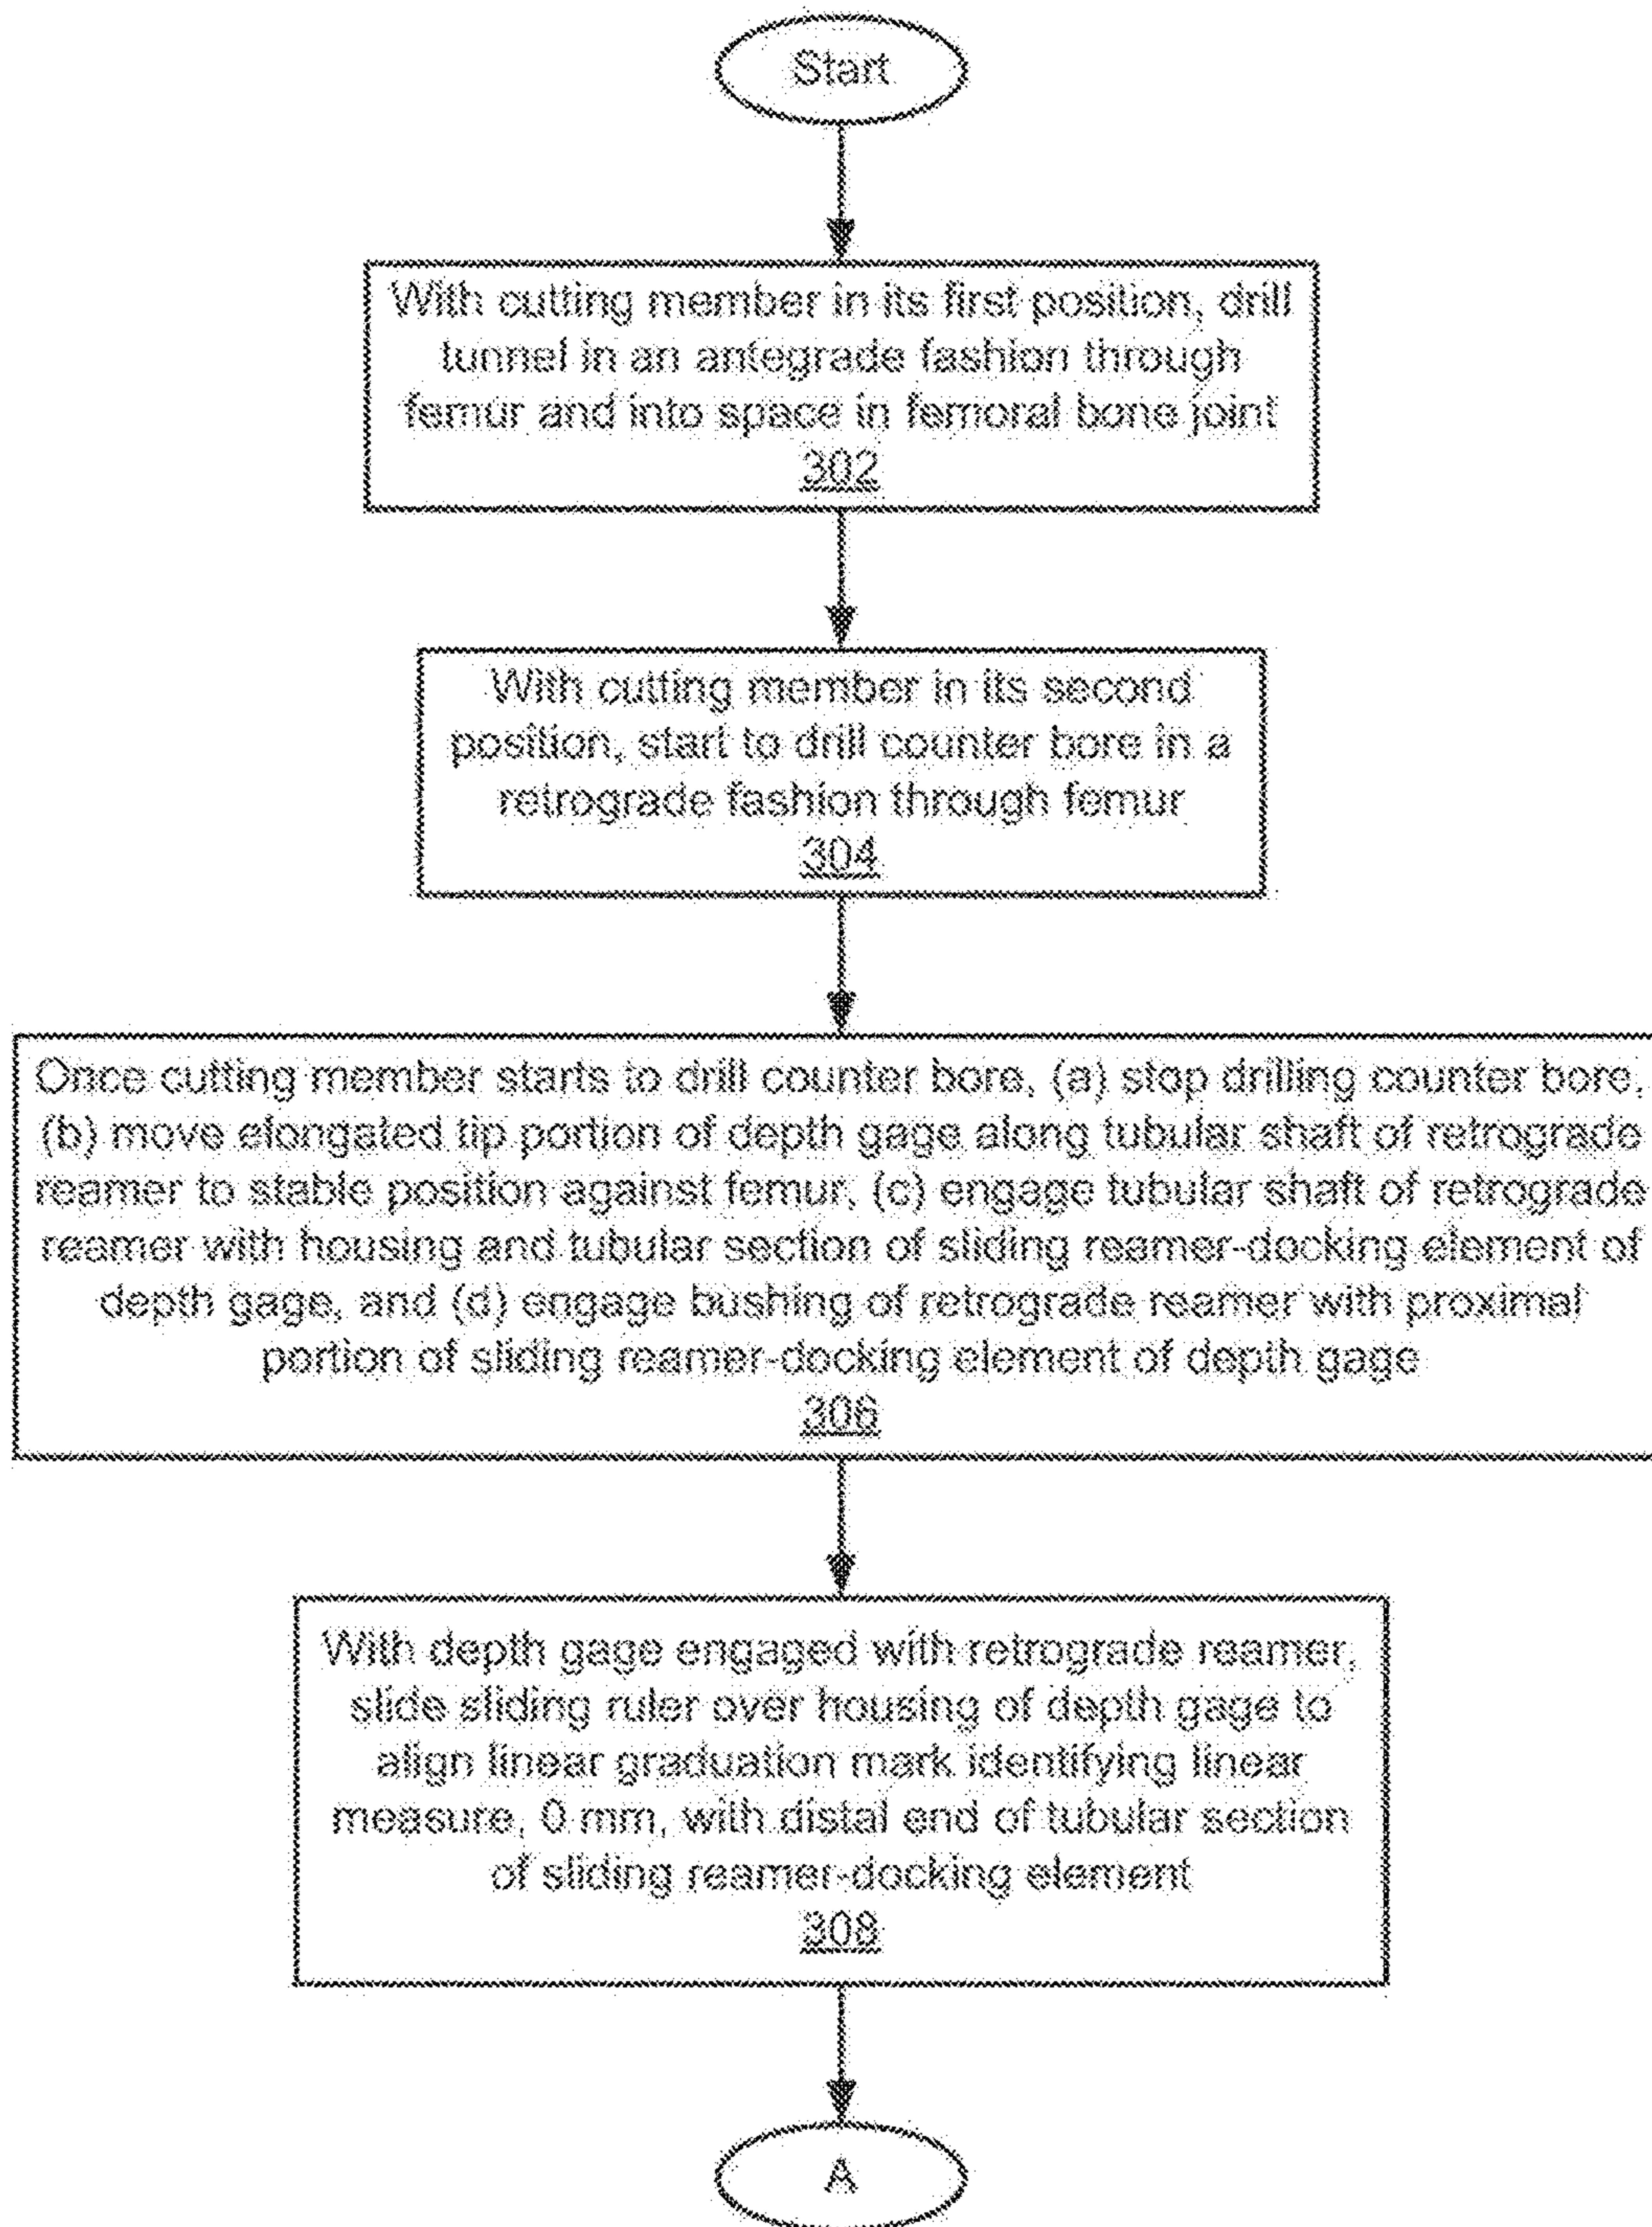 Start
With cutting member in its first position, drill
tunnel in an antegrade fashion through
femur and into space in femoral bone joint
302
With cutting member in its second
position, start to drill counter bore in a
retrograde fashion through femur
304
Once cutting member starts to drill counter bore, (a) stop drilling counter bore,
(b) move elongated tip portion of depth gage along tubular shaft of retrograde
reamer to stable position against femur, (c) engage tubular shaft of retrograde
reamer with housing and tubular section of sliding reamer-docking element of
depth gage, and (d) engage bushing of retrograde reamer with proximal
portion of sliding reamer-docking element of depth gage
306
With depth gage engaged with retrograde reamer,
slide sliding ruler over housing of depth gage to
align linear graduation mark identifying linear
measure, 0 mm, with distal end of tubular section
of sliding reamer-docking element
308
A